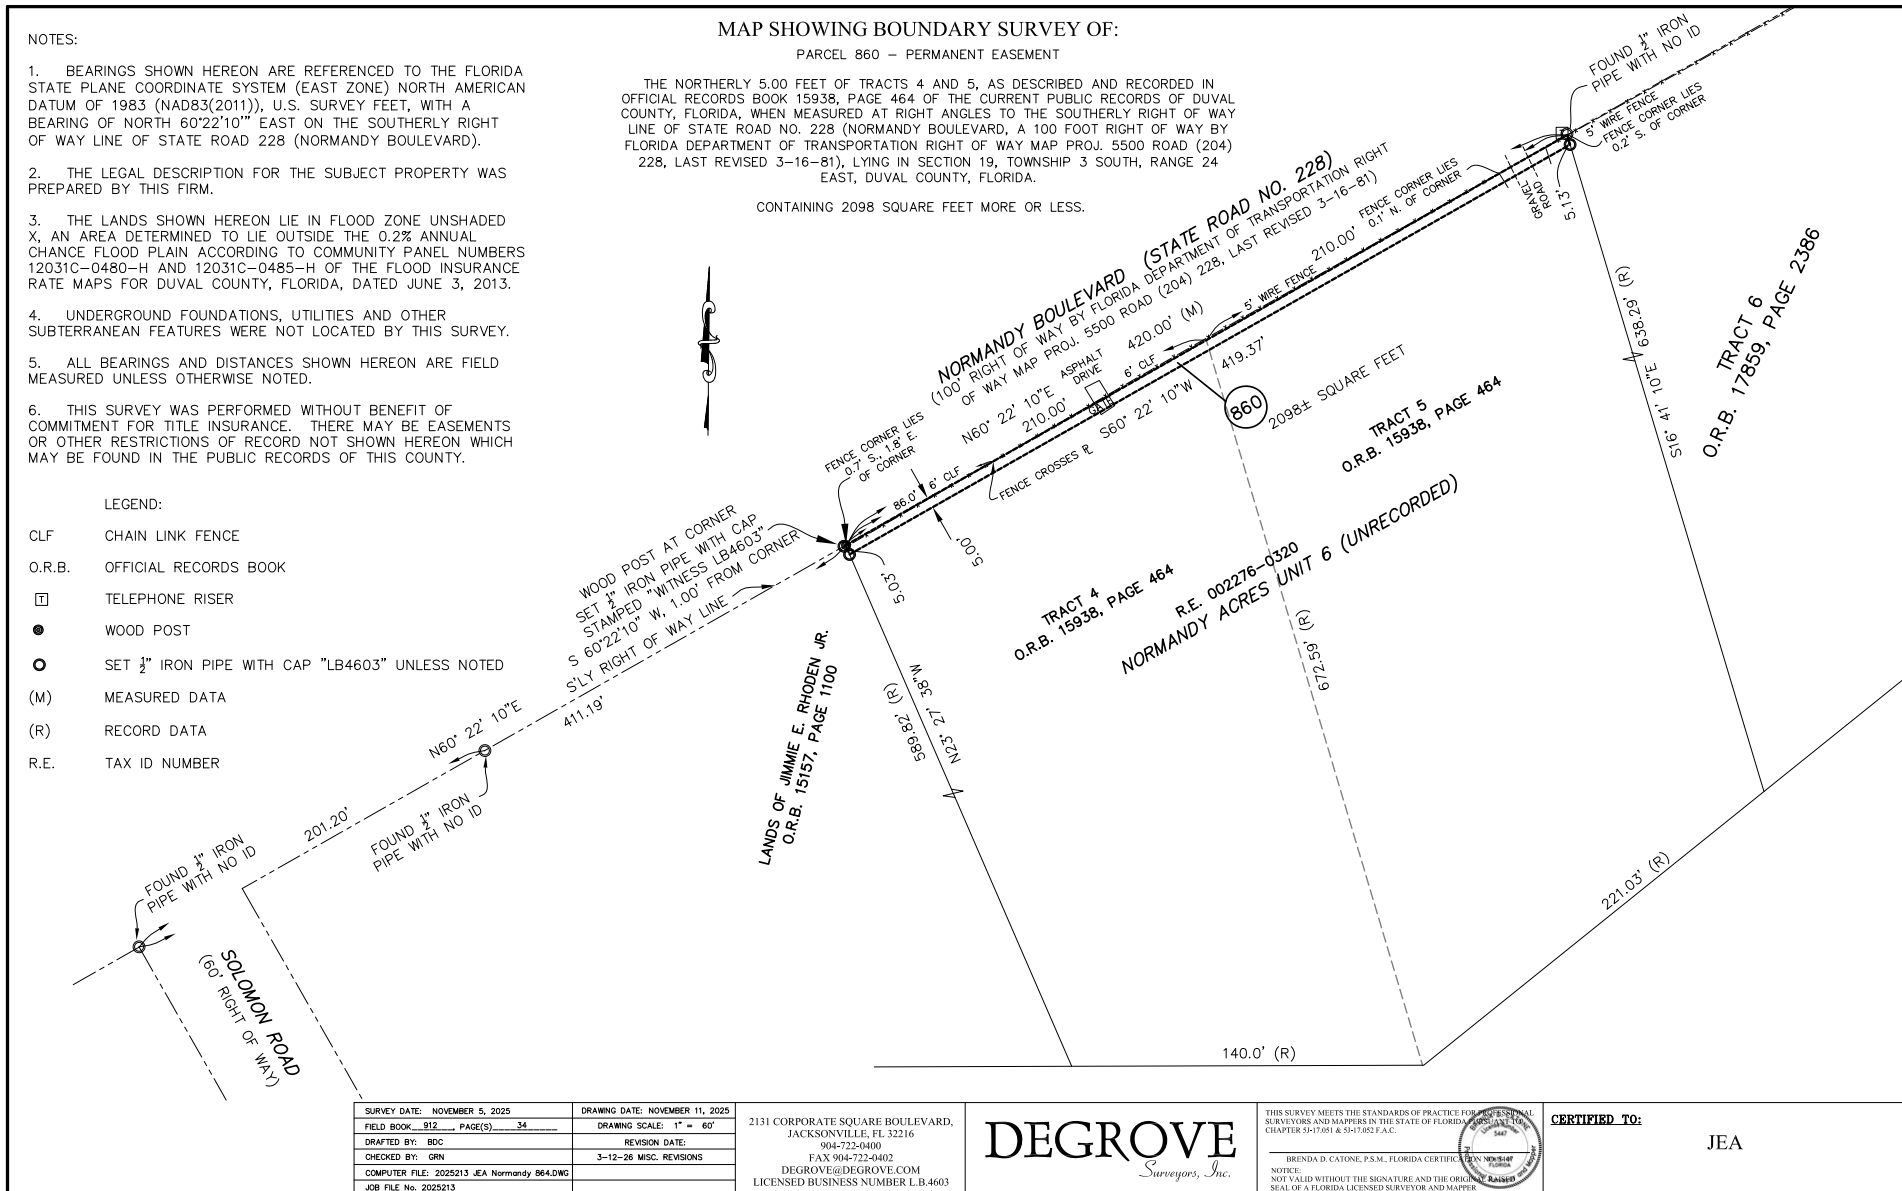 MAP SHOWING BOUNDARY SURVEY OF:
PARCEL 860 – PERMANENT EASEMENT
THE NORTHERLY 5.00 FEET OF TRACTS 4 AND 5, AS DESCRIBED AND RECORDED IN
OFFICIAL RECORDS BOOK 15938, PAGE 464 OF THE CURRENT PUBLIC RECORDS OF DUVAL
COUNTY, FLORIDA, WHEN MEASURED AT RIGHT ANGLES TO THE SOUTHERLY RIGHT OF WAY
LINE OF STATE ROAD NO. 228 (NORMANDY BOULEVARD, A 100 FOOT RIGHT OF WAY BY
FLORIDA DEPARTMENT OF TRANSPORTATION RIGHT OF WAY MAP PROJ. 5500 ROAD (204)
228, LAST REVISED 3–16–81), LYING IN SECTION 19, TOWNSHIP 3 SOUTH, RANGE 24
EAST, DUVAL COUNTY, FLORIDA.
CONTAINING 2098 SQUARE FEET MORE OR LESS.
NOTES:
1. BEARINGS SHOWN HEREON ARE REFERENCED TO THE FLORIDA
STATE PLANE COORDINATE SYSTEM (EAST ZONE) NORTH AMERICAN
DATUM OF 1983 (NAD83(2011)), U.S. SURVEY FEET, WITH A
BEARING OF NORTH 60°22'10'" EAST ON THE SOUTHERLY RIGHT
OF WAY LINE OF STATE ROAD 228 (NORMANDY BOULEVARD).
2. THE LEGAL DESCRIPTION FOR THE SUBJECT PROPERTY WAS
PREPARED BY THIS FIRM.
3. THE LANDS SHOWN HEREON LIE IN FLOOD ZONE UNSHADED
X, AN AREA DETERMINED TO LIE OUTSIDE THE 0.2% ANNUAL
CHANCE FLOOD PLAIN ACCORDING TO COMMUNITY PANEL NUMBERS
12031C–0480–H AND 12031C–0485–H OF THE FLOOD INSURANCE
RATE MAPS FOR DUVAL COUNTY, FLORIDA, DATED JUNE 3, 2013.
4. UNDERGROUND FOUNDATIONS, UTILITIES AND OTHER
SUBTERRANEAN FEATURES WERE NOT LOCATED BY THIS SURVEY.
5. ALL BEARINGS AND DISTANCES SHOWN HEREON ARE FIELD
MEASURED UNLESS OTHERWISE NOTED.
6. THIS SURVEY WAS PERFORMED WITHOUT BENEFIT OF
COMMITMENT FOR TITLE INSURANCE. THERE MAY BE EASEMENTS
OR OTHER RESTRICTIONS OF RECORD NOT SHOWN HEREON WHICH
MAY BE FOUND IN THE PUBLIC RECORDS OF THIS COUNTY.
LEGEND:
CLF CHAIN LINK FENCE
O.R.B. OFFICIAL RECORDS BOOK
T TELEPHONE RISER
WOOD POST
SET 1/2" IRON PIPE WITH CAP "LB4603" UNLESS NOTED
(M) MEASURED DATA
(R) RECORD DATA
R.E. TAX ID NUMBER
FOUND 1/2" IRON
PIPE WITH NO ID
5' WIRE FENCE
FENCE CORNER LIES
0.2' S. OF CORNER
NORMANDY BOULEVARD (STATE ROAD NO. 228)
(100' RIGHT OF WAY BY FLORIDA DEPARTMENT OF TRANSPORTATION RIGHT
OF WAY MAP PROJ. 5500 ROAD (204) 228, LAST REVISED 3–16–81)
FENCE CORNER LIES
0.1' N. OF CORNER
210.00'
5' WIRE FENCE
GRAVEL
ROAD
5.13'
N60° 22' 10"E
420.00' (M)
210.00'
ASPHALT
DRIVE
6' CLF
GATE
S60° 22' 10"W
419.37'
860
2098± SQUARE FEET
FENCE CORNER LIES
0.7' S., 1.8' E.
OF CORNER
86.0'
6' CLF
FENCE CROSSES ℞
5.00'
5.03'
WOOD POST AT CORNER
SET 1/2" IRON PIPE WITH CAP
STAMPED "WITNESS LB4603"
S 60°22'10" W, 1.00' FROM CORNER
S'LY RIGHT OF WAY LINE
411.19'
N60° 22' 10"E
201.20'
FOUND 1/2" IRON
PIPE WITH NO ID
FOUND 1/2" IRON
PIPE WITH NO ID
SOLOMON ROAD
(60' RIGHT OF WAY)
LANDS OF JIMMIE E. RHODEN JR.
O.R.B. 15157, PAGE 1100
589.82' (R)
N23° 27' 38"W
TRACT 4
O.R.B. 15938, PAGE 464
TRACT 5
O.R.B. 15938, PAGE 464
R.E. 002276–0320
NORMANDY ACRES UNIT 6 (UNRECORDED)
672.59' (R)
S16° 41' 10"E 638.29' (R)
TRACT 6
O.R.B. 17859, PAGE 2386
221.03' (R)
140.0' (R)
SURVEY DATE: NOVEMBER 5, 2025
FIELD BOOK 912, PAGE(S) 34
DRAFTED BY: BDC
CHECKED BY: GRN
COMPUTER FILE: 2025213 JEA Normandy 864.DWG
JOB FILE No. 2025213
DRAWING DATE: NOVEMBER 11, 2025
DRAWING SCALE: 1" = 60'
REVISION DATE:
3–12–26 MISC. REVISIONS
2131 CORPORATE SQUARE BOULEVARD,
JACKSONVILLE, FL 32216
904-722-0400
FAX 904-722-0402
DEGROVE@DEGROVE.COM
LICENSED BUSINESS NUMBER L.B.4603
DEGROVE
Surveyors, Inc.
THIS SURVEY MEETS THE STANDARDS OF PRACTICE FOR PROFESSIONAL
SURVEYORS AND MAPPERS IN THE STATE OF FLORIDA PURSUANT TO
CHAPTER 5J-17.051 & 5J-17.052 F.A.C.
BRENDA D. CATONE, P.S.M., FLORIDA
NOTICE:
NOT VALID WITHOUT THE SIGNATURE AND THE ORIGINAL RAISED
SEAL OF A FLORIDA LICENSED SURVEYOR AND MAPPER
CERTIFIED TO:
JEA